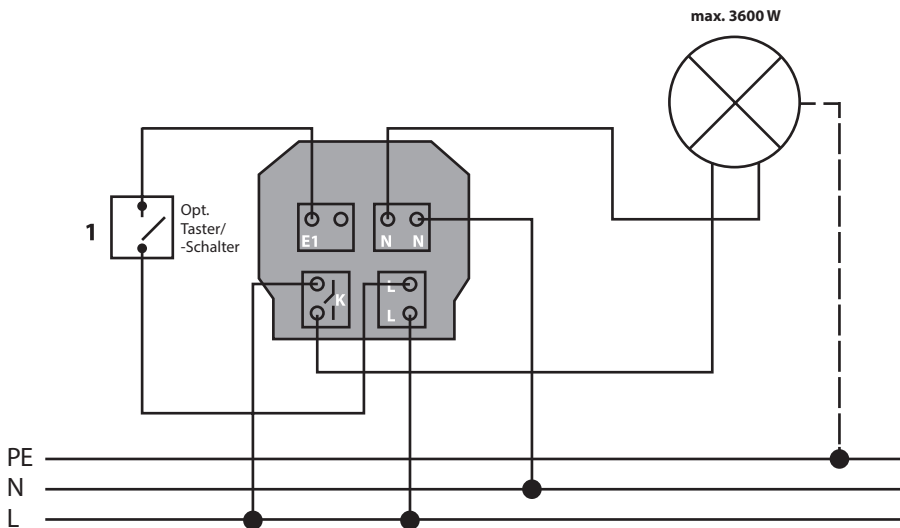 max. 3600 W
1
Opt.
Taster/
-Schalter
E1
N N
K
L
L
PE
N
L